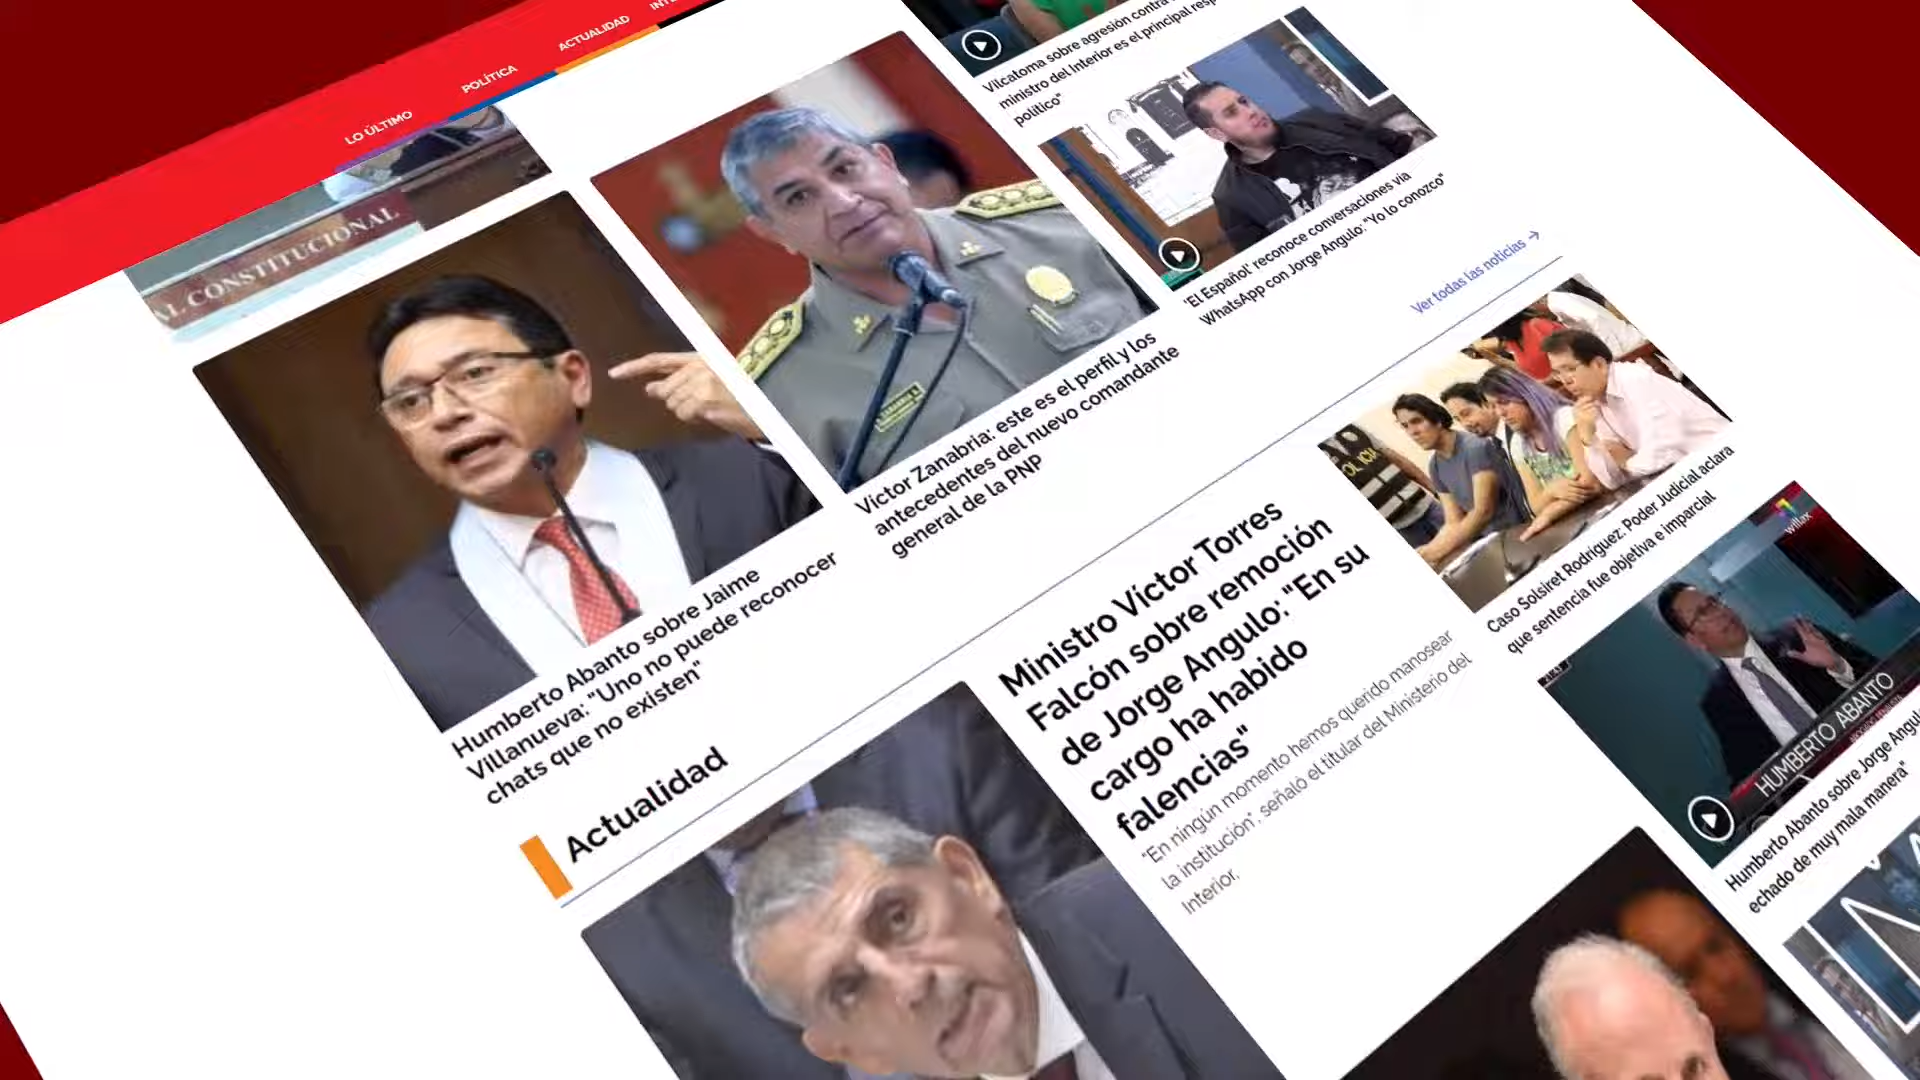 LO ÚLTIMO
POLÍTICA
ACTUALIDAD
AL CONSTITUCIONAL
Humberto Abanto sobre Jaime
Villanueva: "Uno no puede reconocer
chats que no existen"
Víctor Zanabria: este es el perfil y los
antecedentes del nuevo comandante
general de la PNP
Vilcatoma sobre agresión contra
ministro del Interior es el principal
político"
'El Español' reconoce conversaciones vía
WhatsApp con Jorge Angulo: "Yo lo conozco"
Ver todas las noticias →
Actualidad
Ministro Víctor Torres
Falcón sobre remoción
de Jorge Angulo: "En su
cargo ha habido
falencias"
"En ningún momento hemos querido manosear
la institución", señaló el titular del Ministerio del
Interior.
Caso Solsiret Rodríguez: Poder Judicial aclara
que sentencia fue objetiva e imparcial
willax
HUMBERTO ABANTO
Humberto Abanto sobre Jorge
echado de muy mala manera"